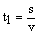 t₁ = s/v